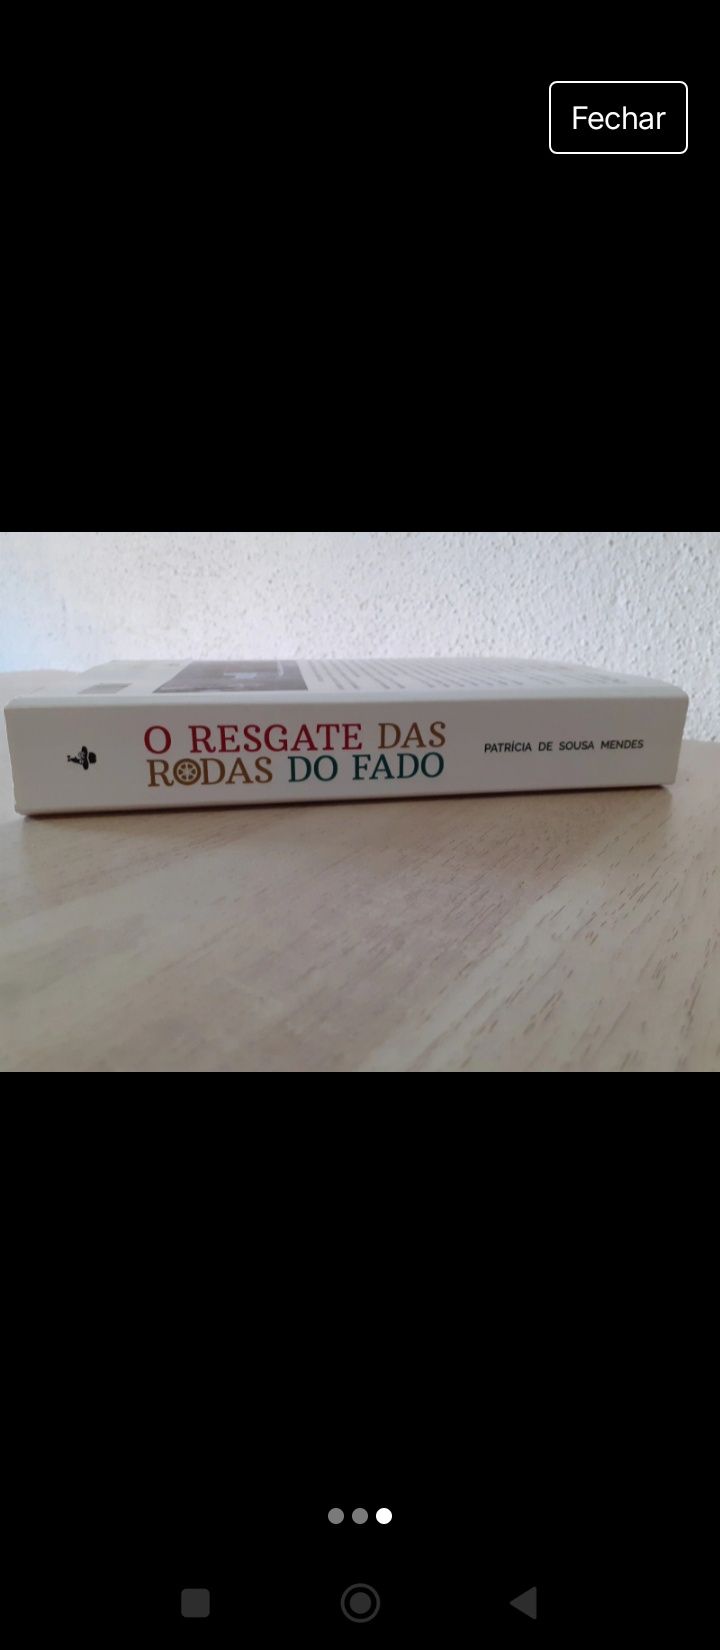 Fechar
O RESGATE DAS
RODAS DO FADO
PATRÍCIA DE SOUSA MENDES